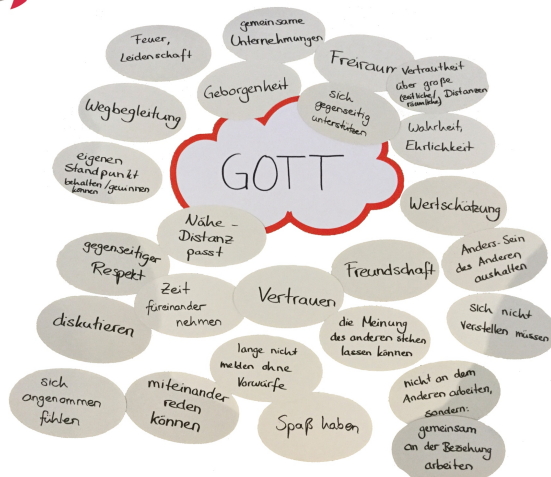 Feuer,
Leidenschaft
gemeinsame
Unternehmungen
Freiraum
Vertrautheit
über große
(zeitliche/
räumliche) Distanzen
Geborgenheit
sich
gegenseitig
unterstützen
Wegbegleitung
Wahrheit,
Ehrlichkeit
eigenen
Standpunkt
behalten/gewinnen
können
GOTT
Wertschätzung
Nähe -
Distanz
passt
gegenseitiger
Respekt
Anders-Sein
des Anderen
aushalten
Freundschaft
Zeit
füreinander
nehmen
Vertrauen
diskutieren
die Meinung
des anderen stehen
lassen können
sich nicht
verstellen müssen
lange nicht
melden ohne
Vorwürfe
sich
angenommen
fühlen
miteinander
reden
können
Spaß haben
nicht an dem
Anderen arbeiten,
sondern:
gemeinsam
an der Beziehung
arbeiten